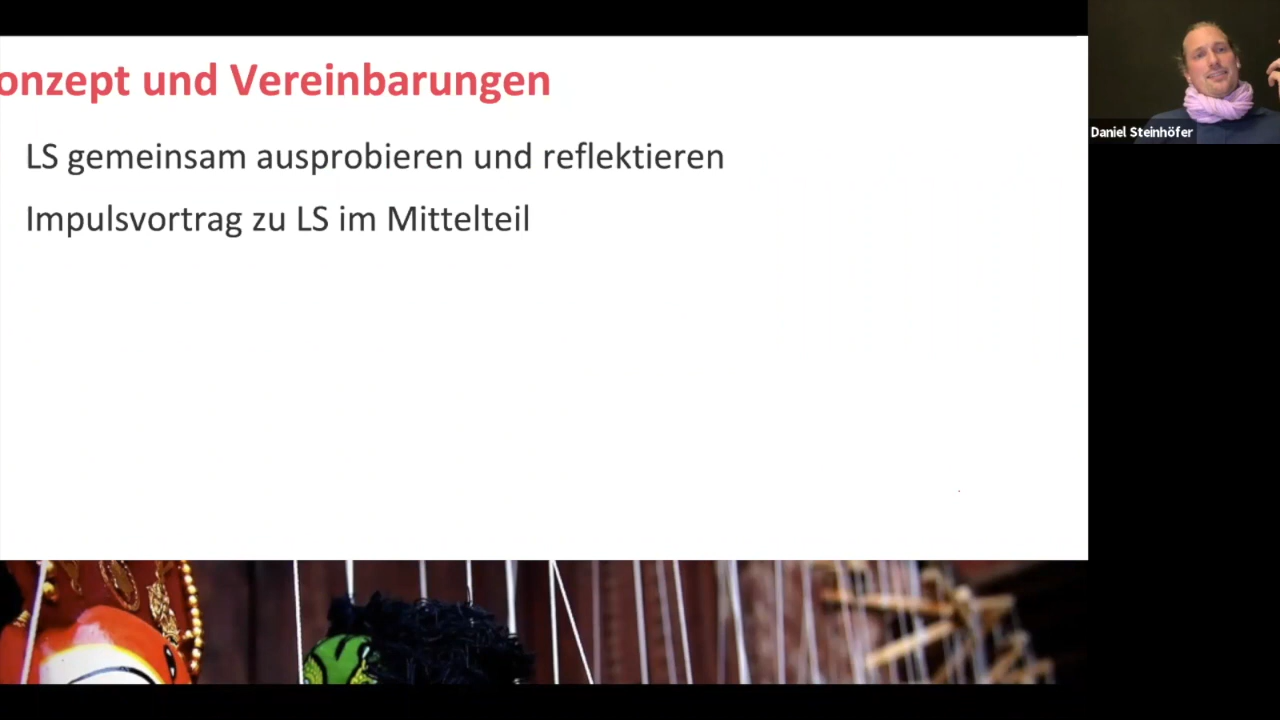 onzept und Vereinbarungen
LS gemeinsam ausprobieren und reflektieren
Impulsvortrag zu LS im Mittelteil
Daniel Steinhöfer